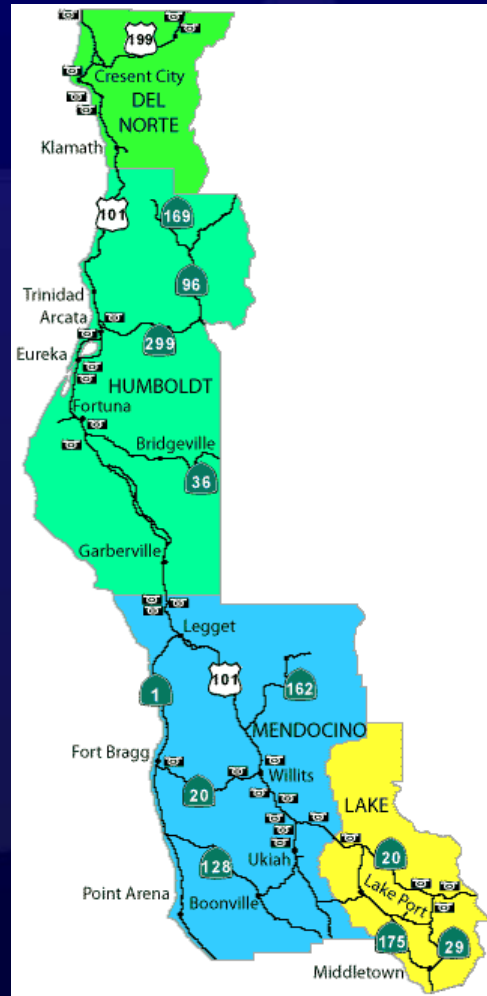 199
Cresent City
DEL
NORTE
Klamath
101
169
96
Trinidad
Arcata
299
Eureka
HUMBOLDT
Fortuna
Bridgeville
36
Garberville
Legget
101
162
1
MENDOCINO
Fort Bragg
Willits
20
LAKE
128
Ukiah
20
Lake Port
Point Arena
Boonville
175
29
Middletown